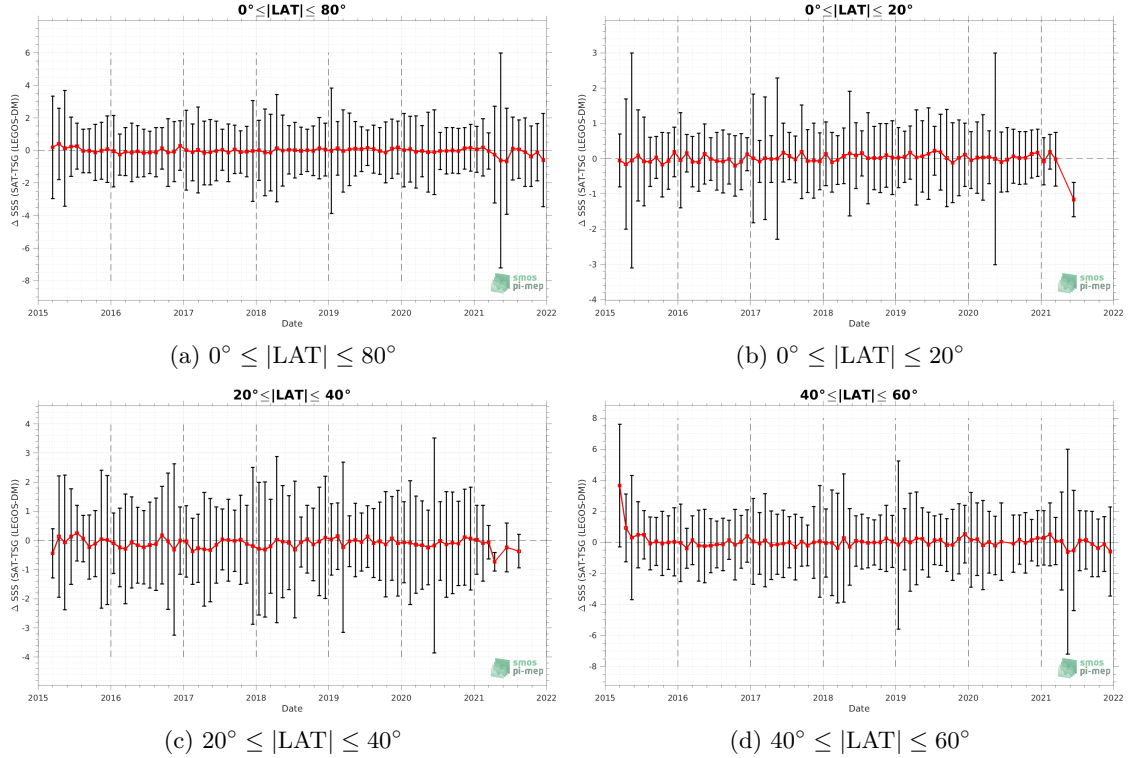 0°≤|LAT|≤ 80°
Δ SSS (SAT-TSG (LEGOS-DM))
6
4
2
0
-2
-4
-6
-8
smos
pi-mep
2015 2016 2017 2018 2019 2020 2021 2022
Date
(a) 0° ≤ |LAT| ≤ 80°
0°≤|LAT|≤ 20°
Δ SSS (SAT-TSG (LEGOS-DM))
3
2
1
0
-1
-2
-3
-4
smos
pi-mep
2015 2016 2017 2018 2019 2020 2021 2022
Date
(b) 0° ≤ |LAT| ≤ 20°
20°≤|LAT|≤ 40°
Δ SSS (SAT-TSG (LEGOS-DM))
4
3
2
1
0
-1
-2
-3
-4
smos
pi-mep
2015 2016 2017 2018 2019 2020 2021 2022
Date
(c) 20° ≤ |LAT| ≤ 40°
40°≤|LAT|≤ 60°
Δ SSS (SAT-TSG (LEGOS-DM))
8
6
4
2
0
-2
-4
-6
-8
smos
pi-mep
2015 2016 2017 2018 2019 2020 2021 2022
Date
(d) 40° ≤ |LAT| ≤ 60°